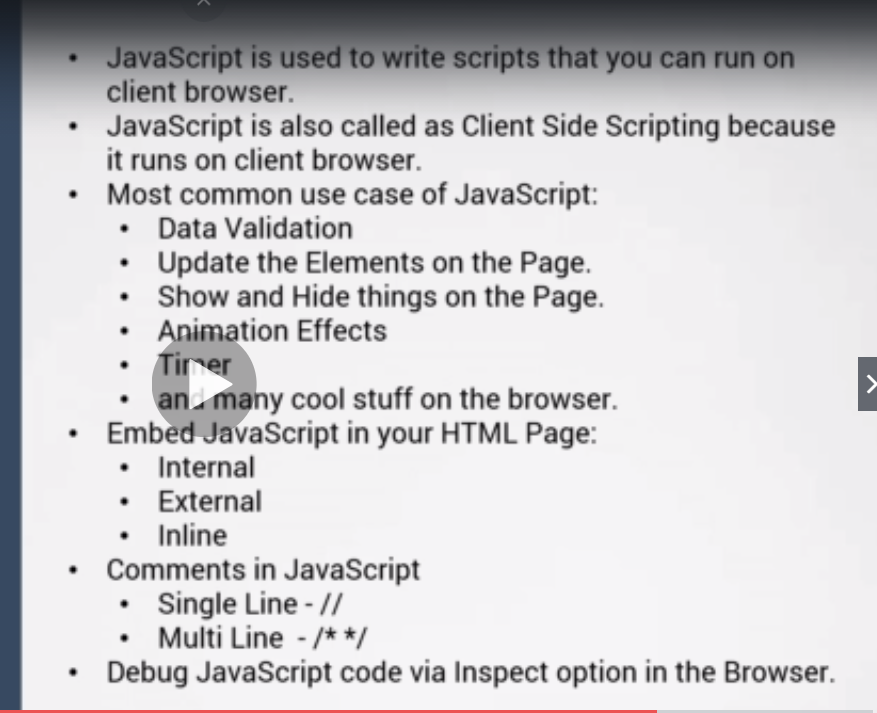 • JavaScript is used to write scripts that you can run on
client browser.
• JavaScript is also called as Client Side Scripting because
it runs on client browser.
• Most common use case of JavaScript:
• Data Validation
• Update the Elements on the Page.
• Show and Hide things on the Page.
• Animation Effects
• Timer
• and many cool stuff on the browser.
• Embed JavaScript in your HTML Page:
• Internal
• External
• Inline
• Comments in JavaScript
• Single Line - //
• Multi Line - /* */
• Debug JavaScript code via Inspect option in the Browser.